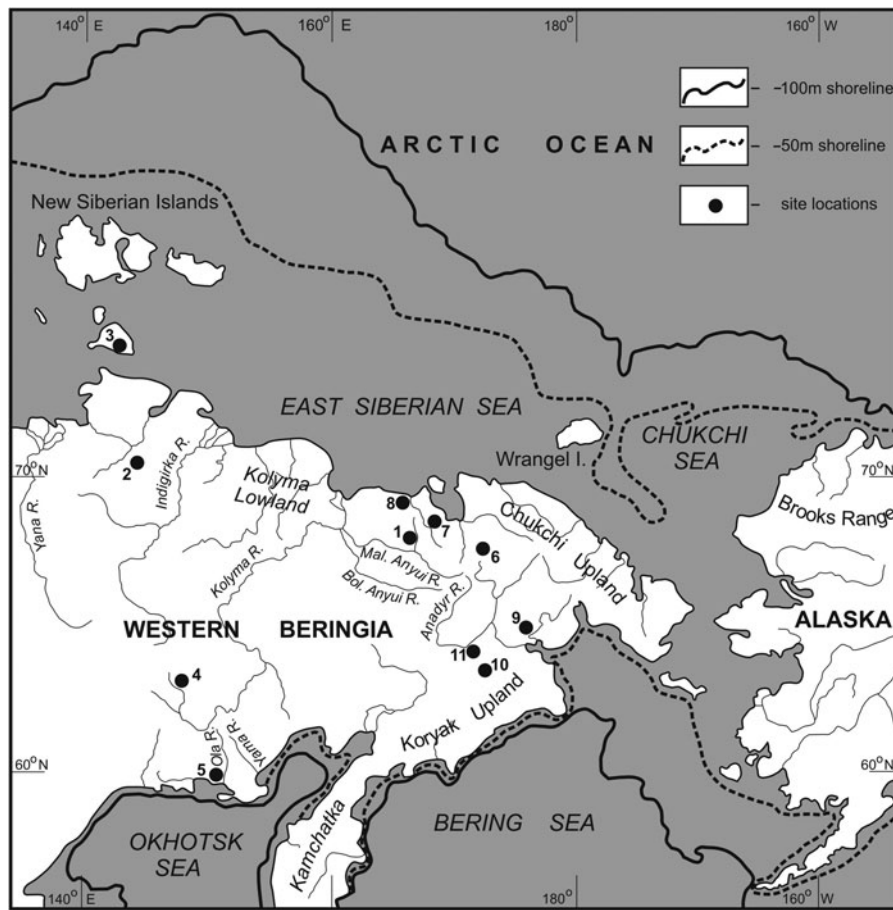 140° E
160° E
180°
160° W
-100m shoreline
-50m shoreline
site locations
ARCTIC OCEAN
New Siberian Islands
3
EAST SIBERIAN SEA
CHUKCHI
SEA
Wrangel I.
70°N
70°N
2
Indigirka R.
Yana R.
Kolyma
Lowland
8
7
1
6
Chukchi Upland
Brooks Range
Mal. Anyui R.
Bol. Anyui R.
Kolyma R.
Anadyr R.
9
WESTERN BERINGIA
ALASKA
11
10
4
Koryak Upland
Ola R.
Yama R.
5
60°N
60°N
Kamchatka
OKHOTSK
SEA
BERING SEA
140° E
180°
160° W